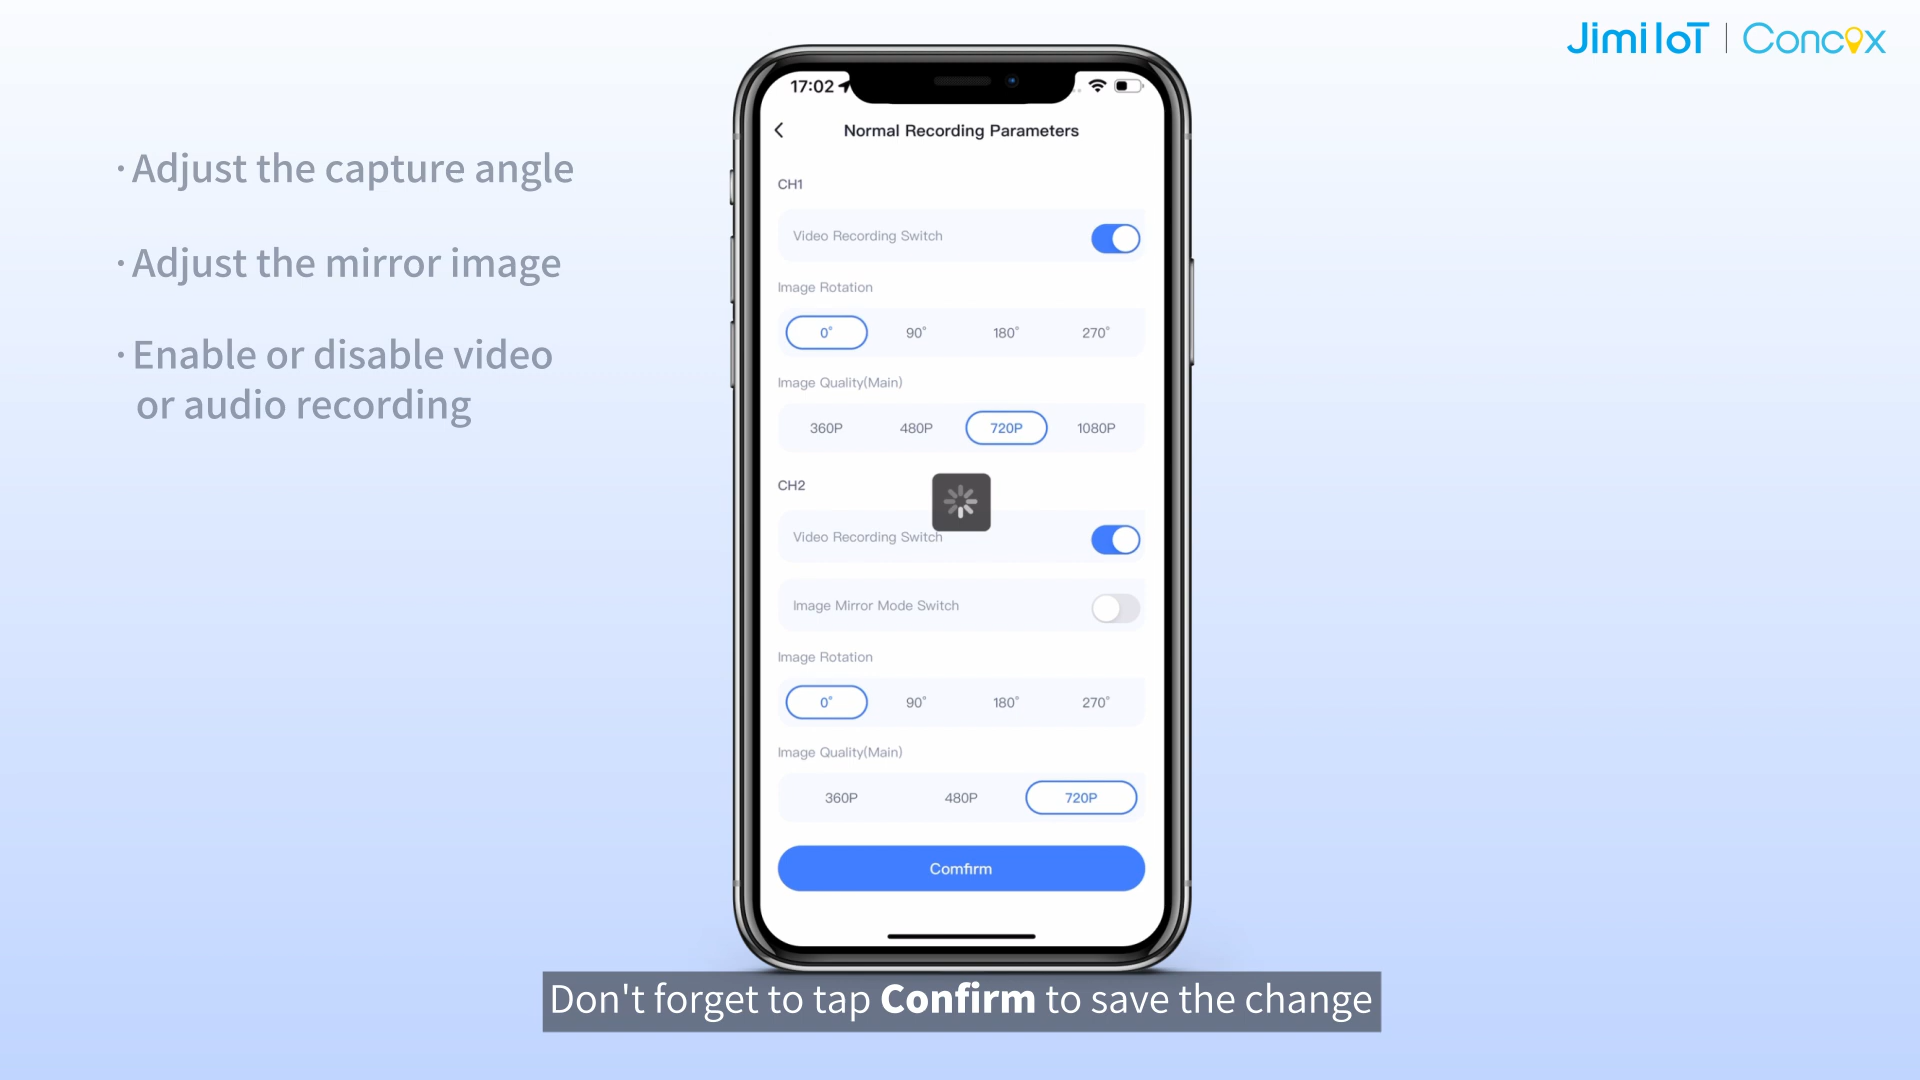 Jimi IoT | Concox
· Adjust the capture angle
· Adjust the mirror image
· Enable or disable video
or audio recording
17:02
Normal Recording Parameters
CH1
Video Recording Switch
Image Rotation
0° 90° 180° 270°
Image Quality(Main)
360P 480P 720P 1080P
CH2
Video Recording Switch
Image Mirror Mode Switch
Image Rotation
0° 90° 180° 270°
Image Quality(Main)
360P 480P 720P
Comfirm
Don't forget to tap Confirm to save the change